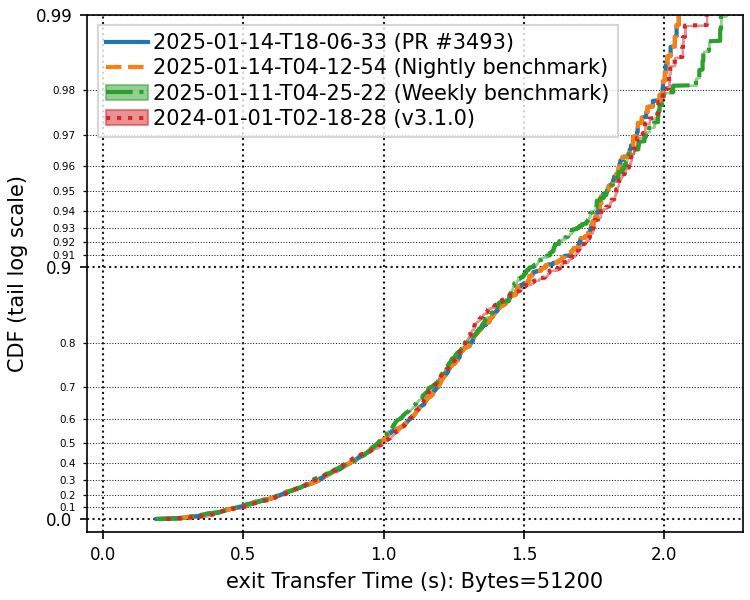 0.99
0.98
0.97
0.96
0.95
0.94
0.93
0.92
0.91
0.9
0.8
0.7
0.6
0.5
0.4
0.3
0.2
0.1
0.0
CDF (tail log scale)
2025-01-14-T18-06-33 (PR #3493)
2025-01-14-T04-12-54 (Nightly benchmark)
2025-01-11-T04-25-22 (Weekly benchmark)
2024-01-01-T02-18-28 (v3.1.0)
0.0 0.5 1.0 1.5 2.0
exit Transfer Time (s): Bytes=51200